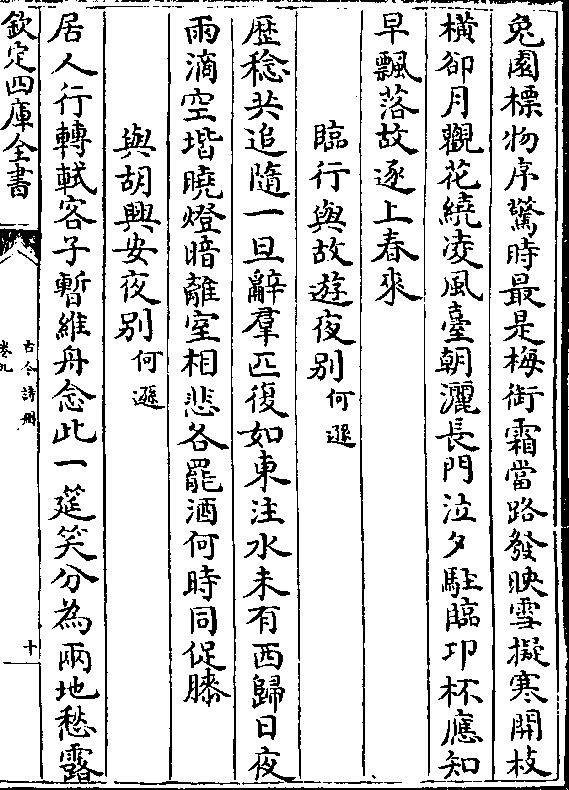 兔園標物序驚時最是梅銜霜當路發映雪擬寒開枝
橫卻月觀花繞凌風臺朝灑長門泣夕駐臨卭杯應知
早飄落故逐上春來
臨行與故遊夜别何遜
歴稔共追隨一旦辭羣匹復如東注水未有西歸日夜
雨滴空堦曉燈暗離室相悲各罷酒何時同促膝
與胡興安夜别何遜
居人行轉軾客子暫維舟念此一筵笑分為兩地愁露
欽定四庫全書
古今詩刪
卷九
十